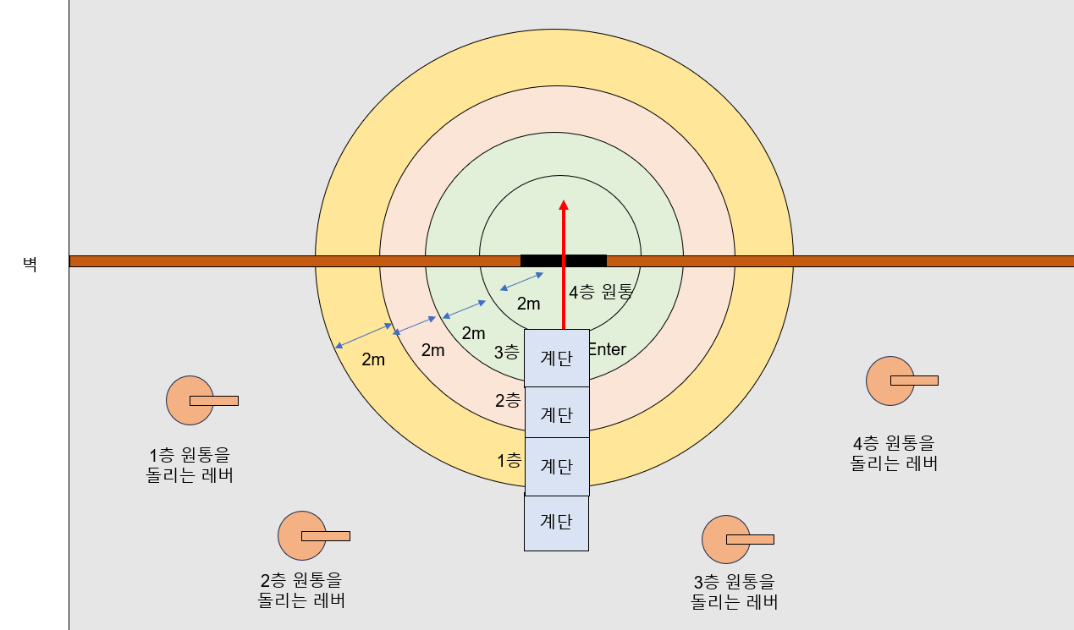 벽
4층 원통
2m
2m
2m
2m
3층
계단
Enter
2층
계단
1층
계단
계단
1층 원통을
돌리는 레버
4층 원통을
돌리는 레버
2층 원통을
돌리는 레버
3층 원통을
돌리는 레버